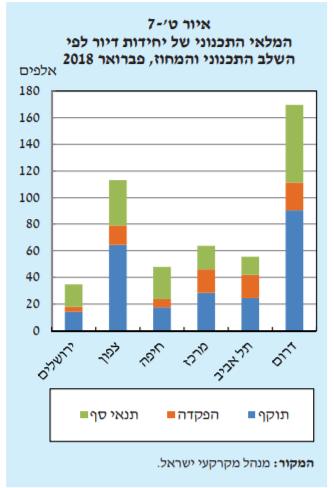 איור ט'-7
המלאי התכנוני של יחידות דיור לפי
השלב התכנוני והמחוז, פברואר 2018
אלפים
180
160
140
120
100
80
60
40
20
0
ירושלים
צפון
חיפה
מרכז
תל אביב
דרום
תוקף הפקדה תנאי סף
המקור: מנהל מקרקעי ישראל.